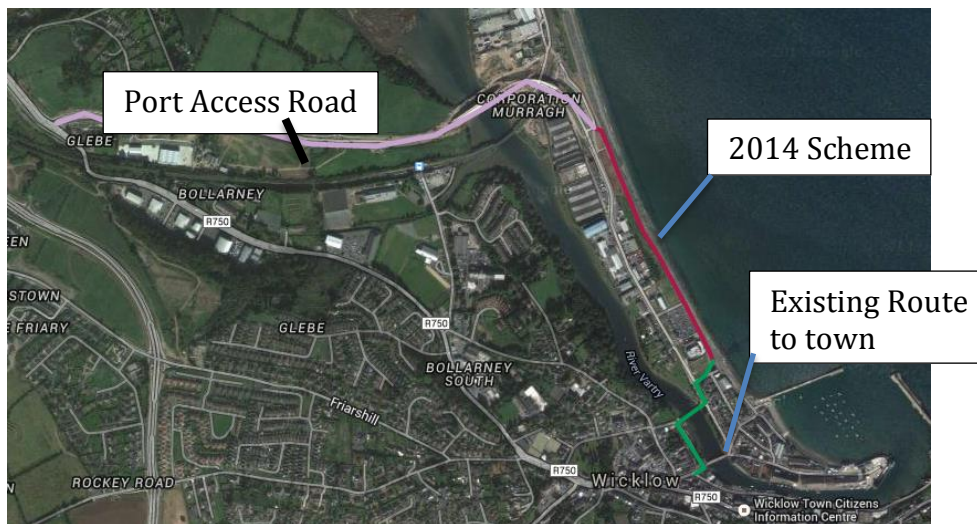 Port Access Road
CORPORATION
MURRAGH
GLEBE
2014 Scheme
BOLLARNEY
R750
EEN
Existing Route
to town
STOWN
E FRIARY
GLEBE
R750
BOLLARNEY
SOUTH
River Vartry
Friarshill
ROCKEY ROAD
R750
Wicklow
R750
N
Wicklow Town Citizens
Information Centre